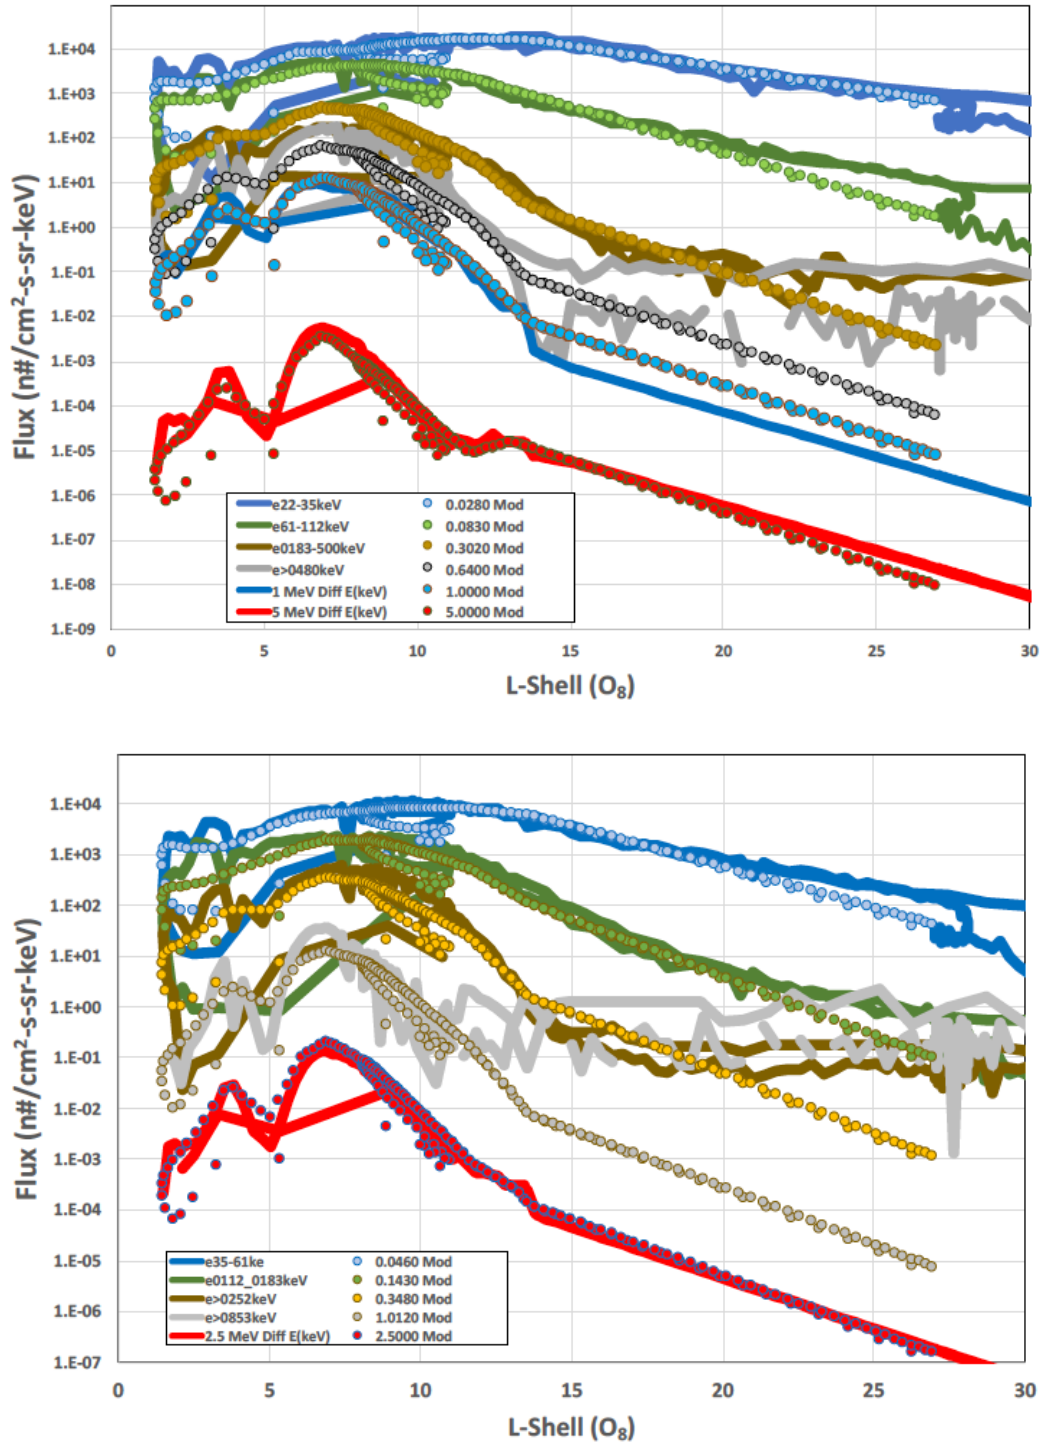 1.E+04
1.E+03
1.E+02
1.E+01
1.E+00
1.E-01
1.E-02
1.E-03
1.E-04
1.E-05
1.E-06
1.E-07
1.E-08
1.E-09
Flux (n#/cm²-s-sr-keV)
e22-35keV 0.0280 Mod
e61-112keV 0.0830 Mod
e0183-500keV 0.3020 Mod
e>0480keV 0.6400 Mod
1 MeV Diff E(keV) 1.0000 Mod
5 MeV Diff E(keV) 5.0000 Mod
0 5 10 15 20 25 30
L-Shell (O₈)
1.E+04
1.E+03
1.E+02
1.E+01
1.E+00
1.E-01
1.E-02
1.E-03
1.E-04
1.E-05
1.E-06
1.E-07
Flux (n#/cm²-s-sr-keV)
e35-61ke 0.0460 Mod
e0112_0183keV 0.1430 Mod
e>0252keV 0.3480 Mod
e>0853keV 1.0120 Mod
2.5 MeV Diff E(keV) 2.5000 Mod
0 5 10 15 20 25 30
L-Shell (O₈)